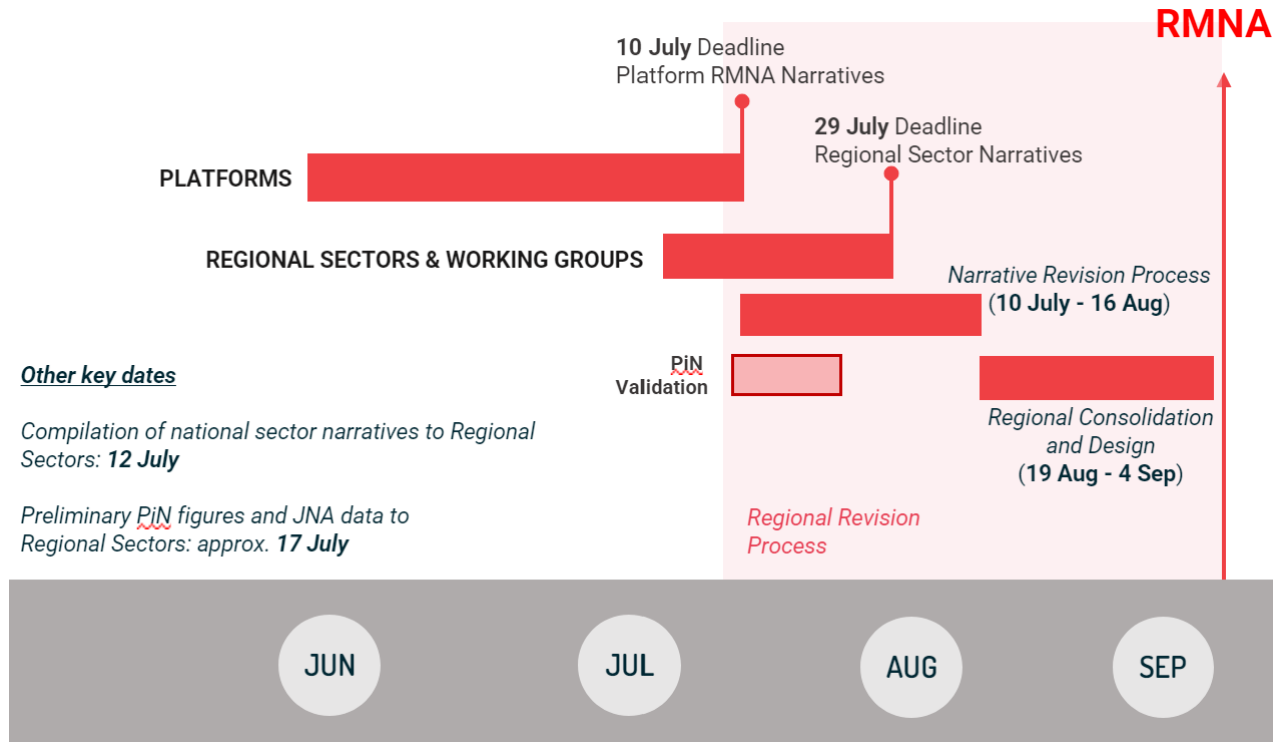 RMNA
10 July Deadline
Platform RMNA Narratives
29 July Deadline
Regional Sector Narratives
PLATFORMS
REGIONAL SECTORS & WORKING GROUPS
Narrative Revision Process
(10 July - 16 Aug)
PiN
Validation
Other key dates
Compilation of national sector narratives to Regional
Sectors: 12 July
Preliminary PiN figures and JNA data to
Regional Sectors: approx. 17 July
Regional Consolidation
and Design
(19 Aug - 4 Sep)
Regional Revision
Process
JUN
JUL
AUG
SEP